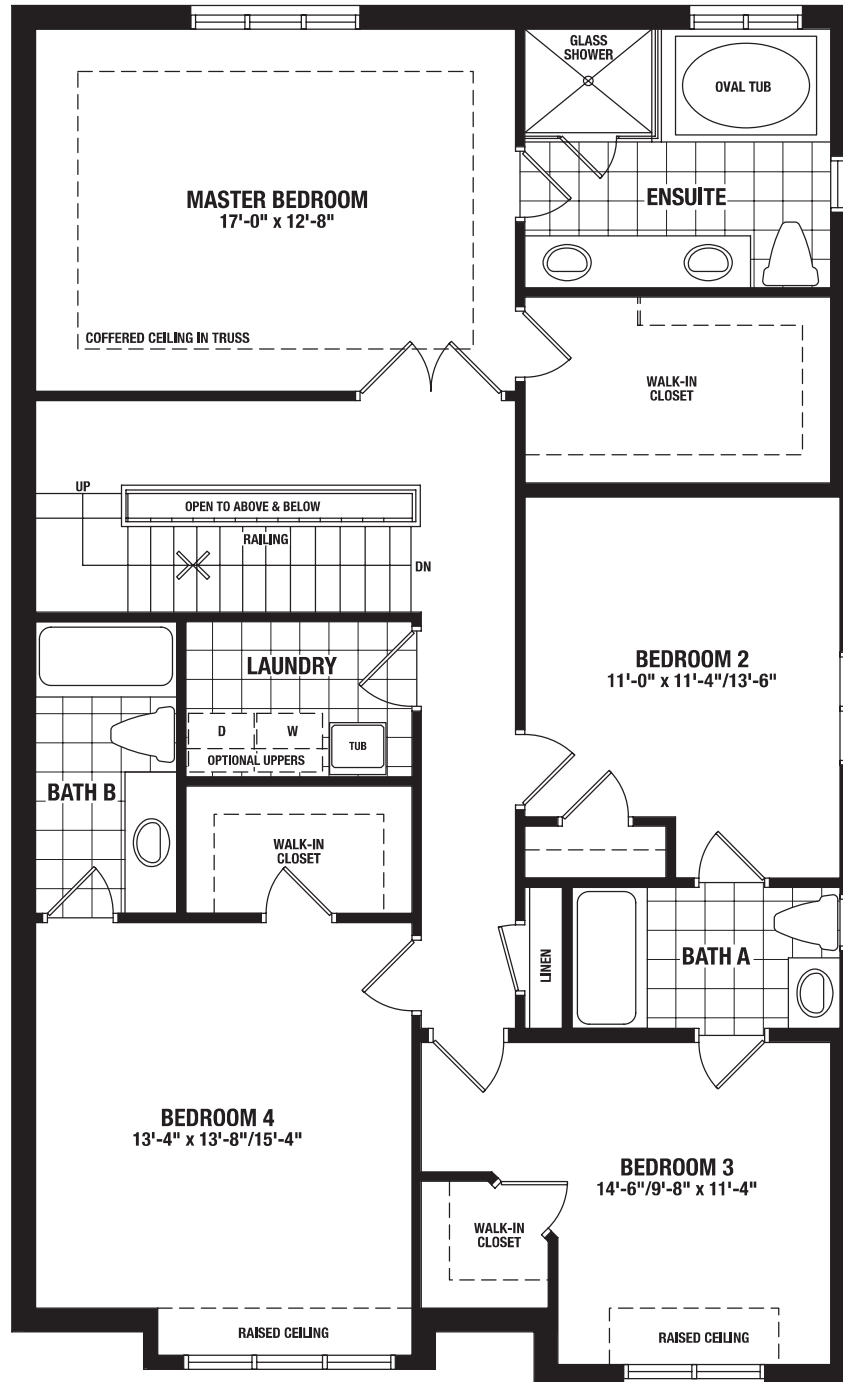 GLASS
SHOWER
OVAL TUB
MASTER BEDROOM
17'-0" x 12'-8"
ENSUITE
COFFERED CEILING IN TRUSS
WALK-IN
CLOSET
UP
OPEN TO ABOVE & BELOW
RAILING
DN
LAUNDRY
D
W
TUB
OPTIONAL UPPERS
BEDROOM 2
11'-0" x 11'-4"/13'-6"
BATH B
WALK-IN
CLOSET
LINEN
BATH A
BEDROOM 4
13'-4" x 13'-8"/15'-4"
BEDROOM 3
14'-6"/9'-8" x 11'-4"
WALK-IN
CLOSET
RAISED CEILING
RAISED CEILING